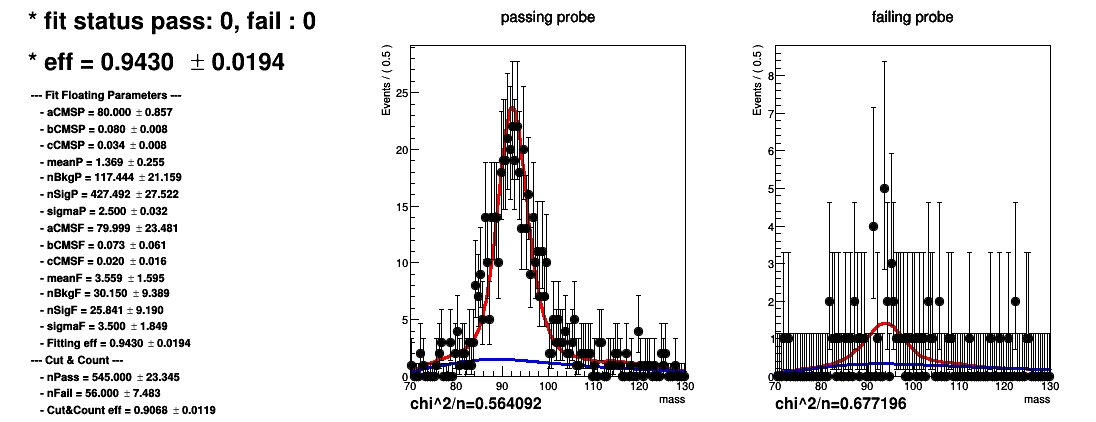 * fit status pass: 0, fail : 0
* eff = 0.9430 ± 0.0194
--- Fit Floating Parameters ---
- aCMSP = 80.000 ± 0.857
- bCMSP = 0.080 ± 0.008
- cCMSP = 0.034 ± 0.008
- meanP = 1.369 ± 0.255
- nBkgP = 117.444 ± 21.159
- nSigP = 427.492 ± 27.522
- sigmaP = 2.500 ± 0.032
- aCMSF = 79.999 ± 23.481
- bCMSF = 0.073 ± 0.061
- cCMSF = 0.020 ± 0.016
- meanF = 3.559 ± 1.595
- nBkgF = 30.150 ± 9.389
- nSigF = 25.841 ± 9.190
- sigmaF = 3.500 ± 1.849
- Fitting eff = 0.9430 ± 0.0194
--- Cut & Count ---
- nPass = 545.000 ± 23.345
- nFail = 56.000 ± 7.483
- Cut&Count eff = 0.9068 ± 0.0119
passing probe
Events / ( 0.5 )
25
20
15
10
5
0
70 80 90 100 110 120 130
mass
chi^2/n=0.564092
failing probe
Events / ( 0.5 )
8
7
6
5
4
3
2
1
0
70 80 90 100 110 120 130
mass
chi^2/n=0.677196